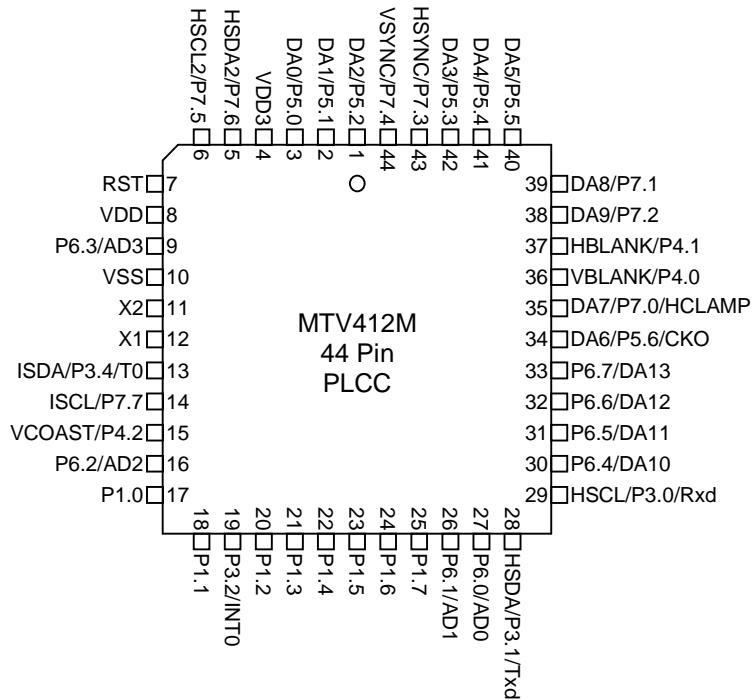 HSCL2/P7.5
HSDA2/P7.6
VDD3
DA0/P5.0
DA1/P5.1
DA2/P5.2
VSYNC/P7.4
HSYNC/P7.3
DA3/P5.3
DA4/P5.4
DA5/P5.5
6
5
4
3
2
1
44
43
42
41
40
RST 7
VDD 8
P6.3/AD3 9
VSS 10
X2 11
X1 12
ISDA/P3.4/T0 13
ISCL/P7.7 14
VCOAST/P4.2 15
P6.2/AD2 16
P1.0 17
MTV412M
44 Pin
PLCC
39 DA8/P7.1
38 DA9/P7.2
37 HBLANK/P4.1
36 VBLANK/P4.0
35 DA7/P7.0/HCLAMP
34 DA6/P5.6/CKO
33 P6.7/DA13
32 P6.6/DA12
31 P6.5/DA11
30 P6.4/DA10
29 HSCL/P3.0/Rxd
18
19
20
21
22
23
24
25
26
27
28
P1.1
P3.2/INT0
P1.2
P1.3
P1.4
P1.5
P1.6
P1.7
P6.1/AD1
P6.0/AD0
HSDA/P3.1/Txd